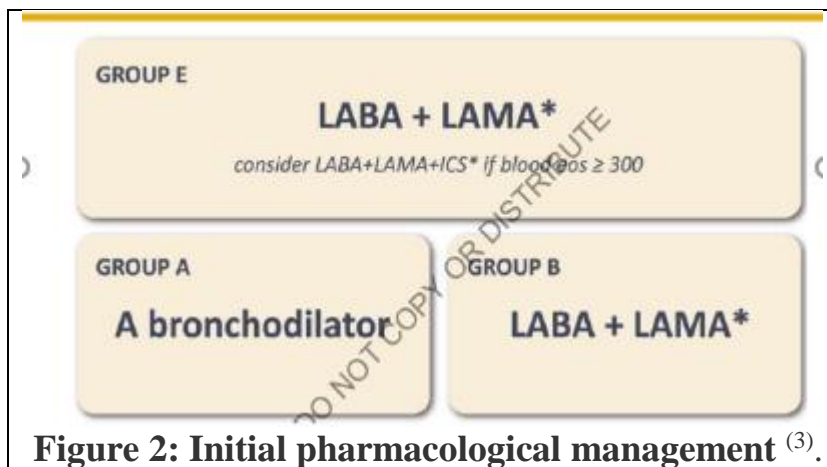 GROUP E
LABA + LAMA*
consider LABA+LAMA+ICS* if blood eos ≥ 300
GROUP A
A bronchodilator
GROUP B
LABA + LAMA*
DO NOT COPY OR DISTRIBUTE
Figure 2: Initial pharmacological management (3).